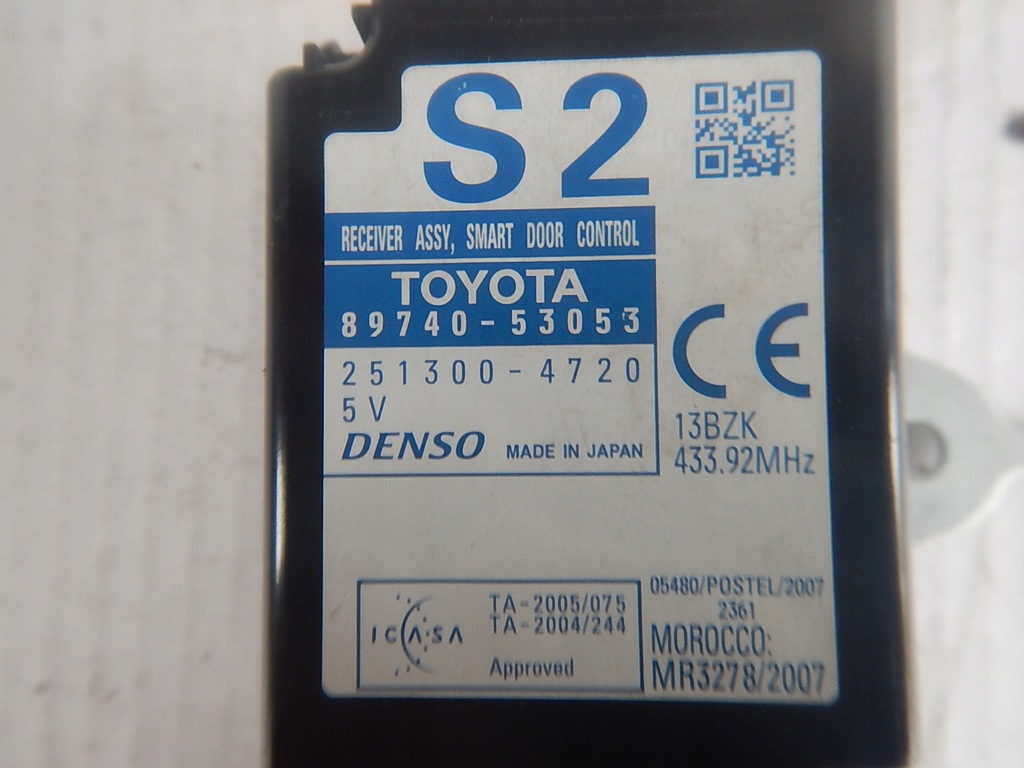 S2
RECEIVER ASSY, SMART DOOR CONTROL
TOYOTA
89740-53053
251300-4720
5V
DENSO MADE IN JAPAN
CE
13BZK
433.92MHz
ICASA
TA-2005/075
TA-2004/244
Approved
05480/POSTEL/2007
2361
MOROCCO:
MR3278/2007